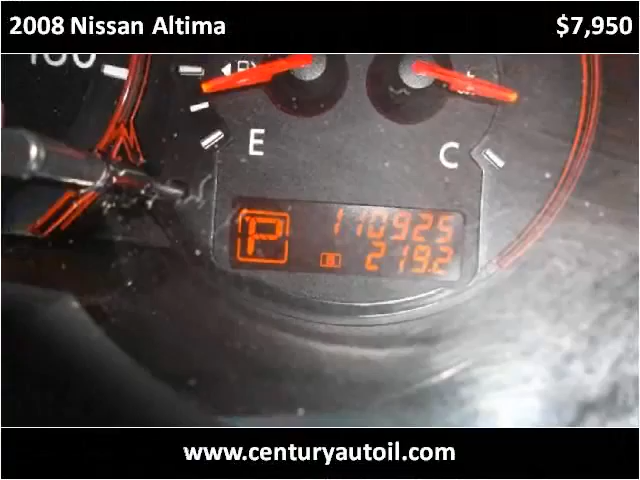 2008 Nissan Altima $7,950
E
C
P 110925
219.2
www.centuryautoil.com